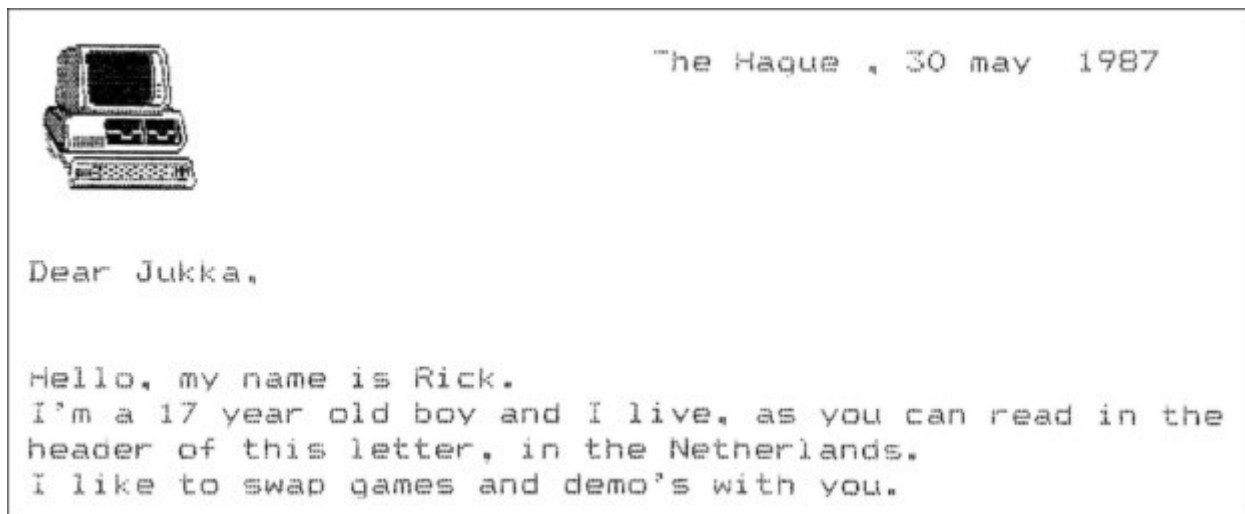 The Hague , 30 may 1987
Dear Jukka,
Hello, my name is Rick.
I'm a 17 year old boy and I live, as you can read in the
header of this letter, in the Netherlands.
I like to swap games and demo's with you.